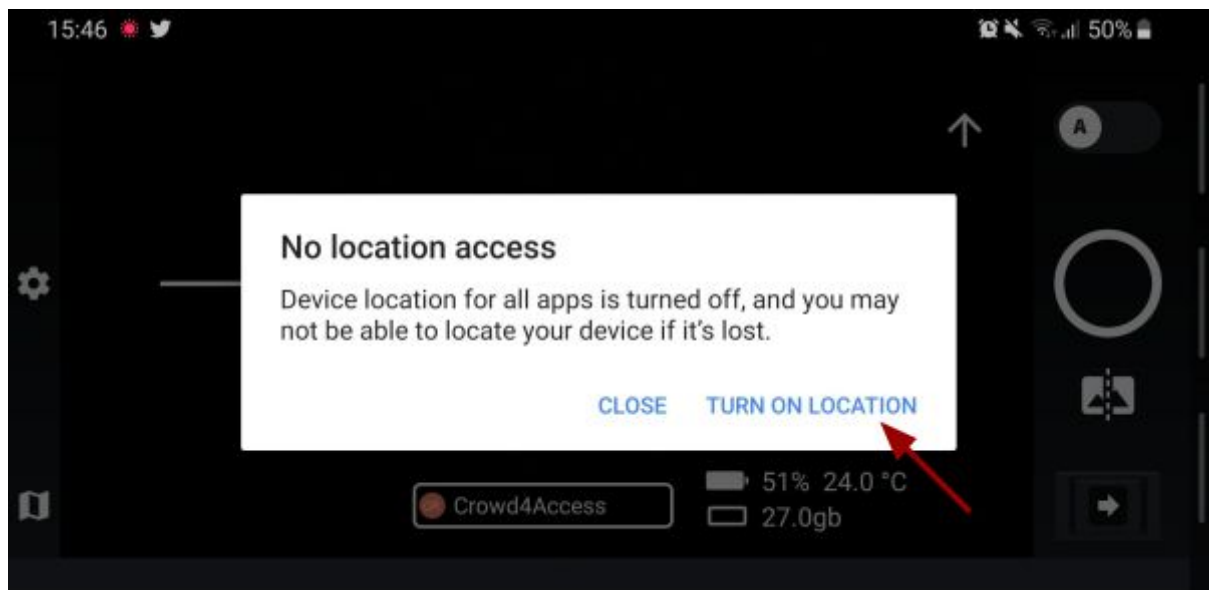 15:46 50%
A
No location access
Device location for all apps is turned off, and you may
not be able to locate your device if it's lost.
CLOSE TURN ON LOCATION
51% 24.0 °C
Crowd4Access
27.0gb